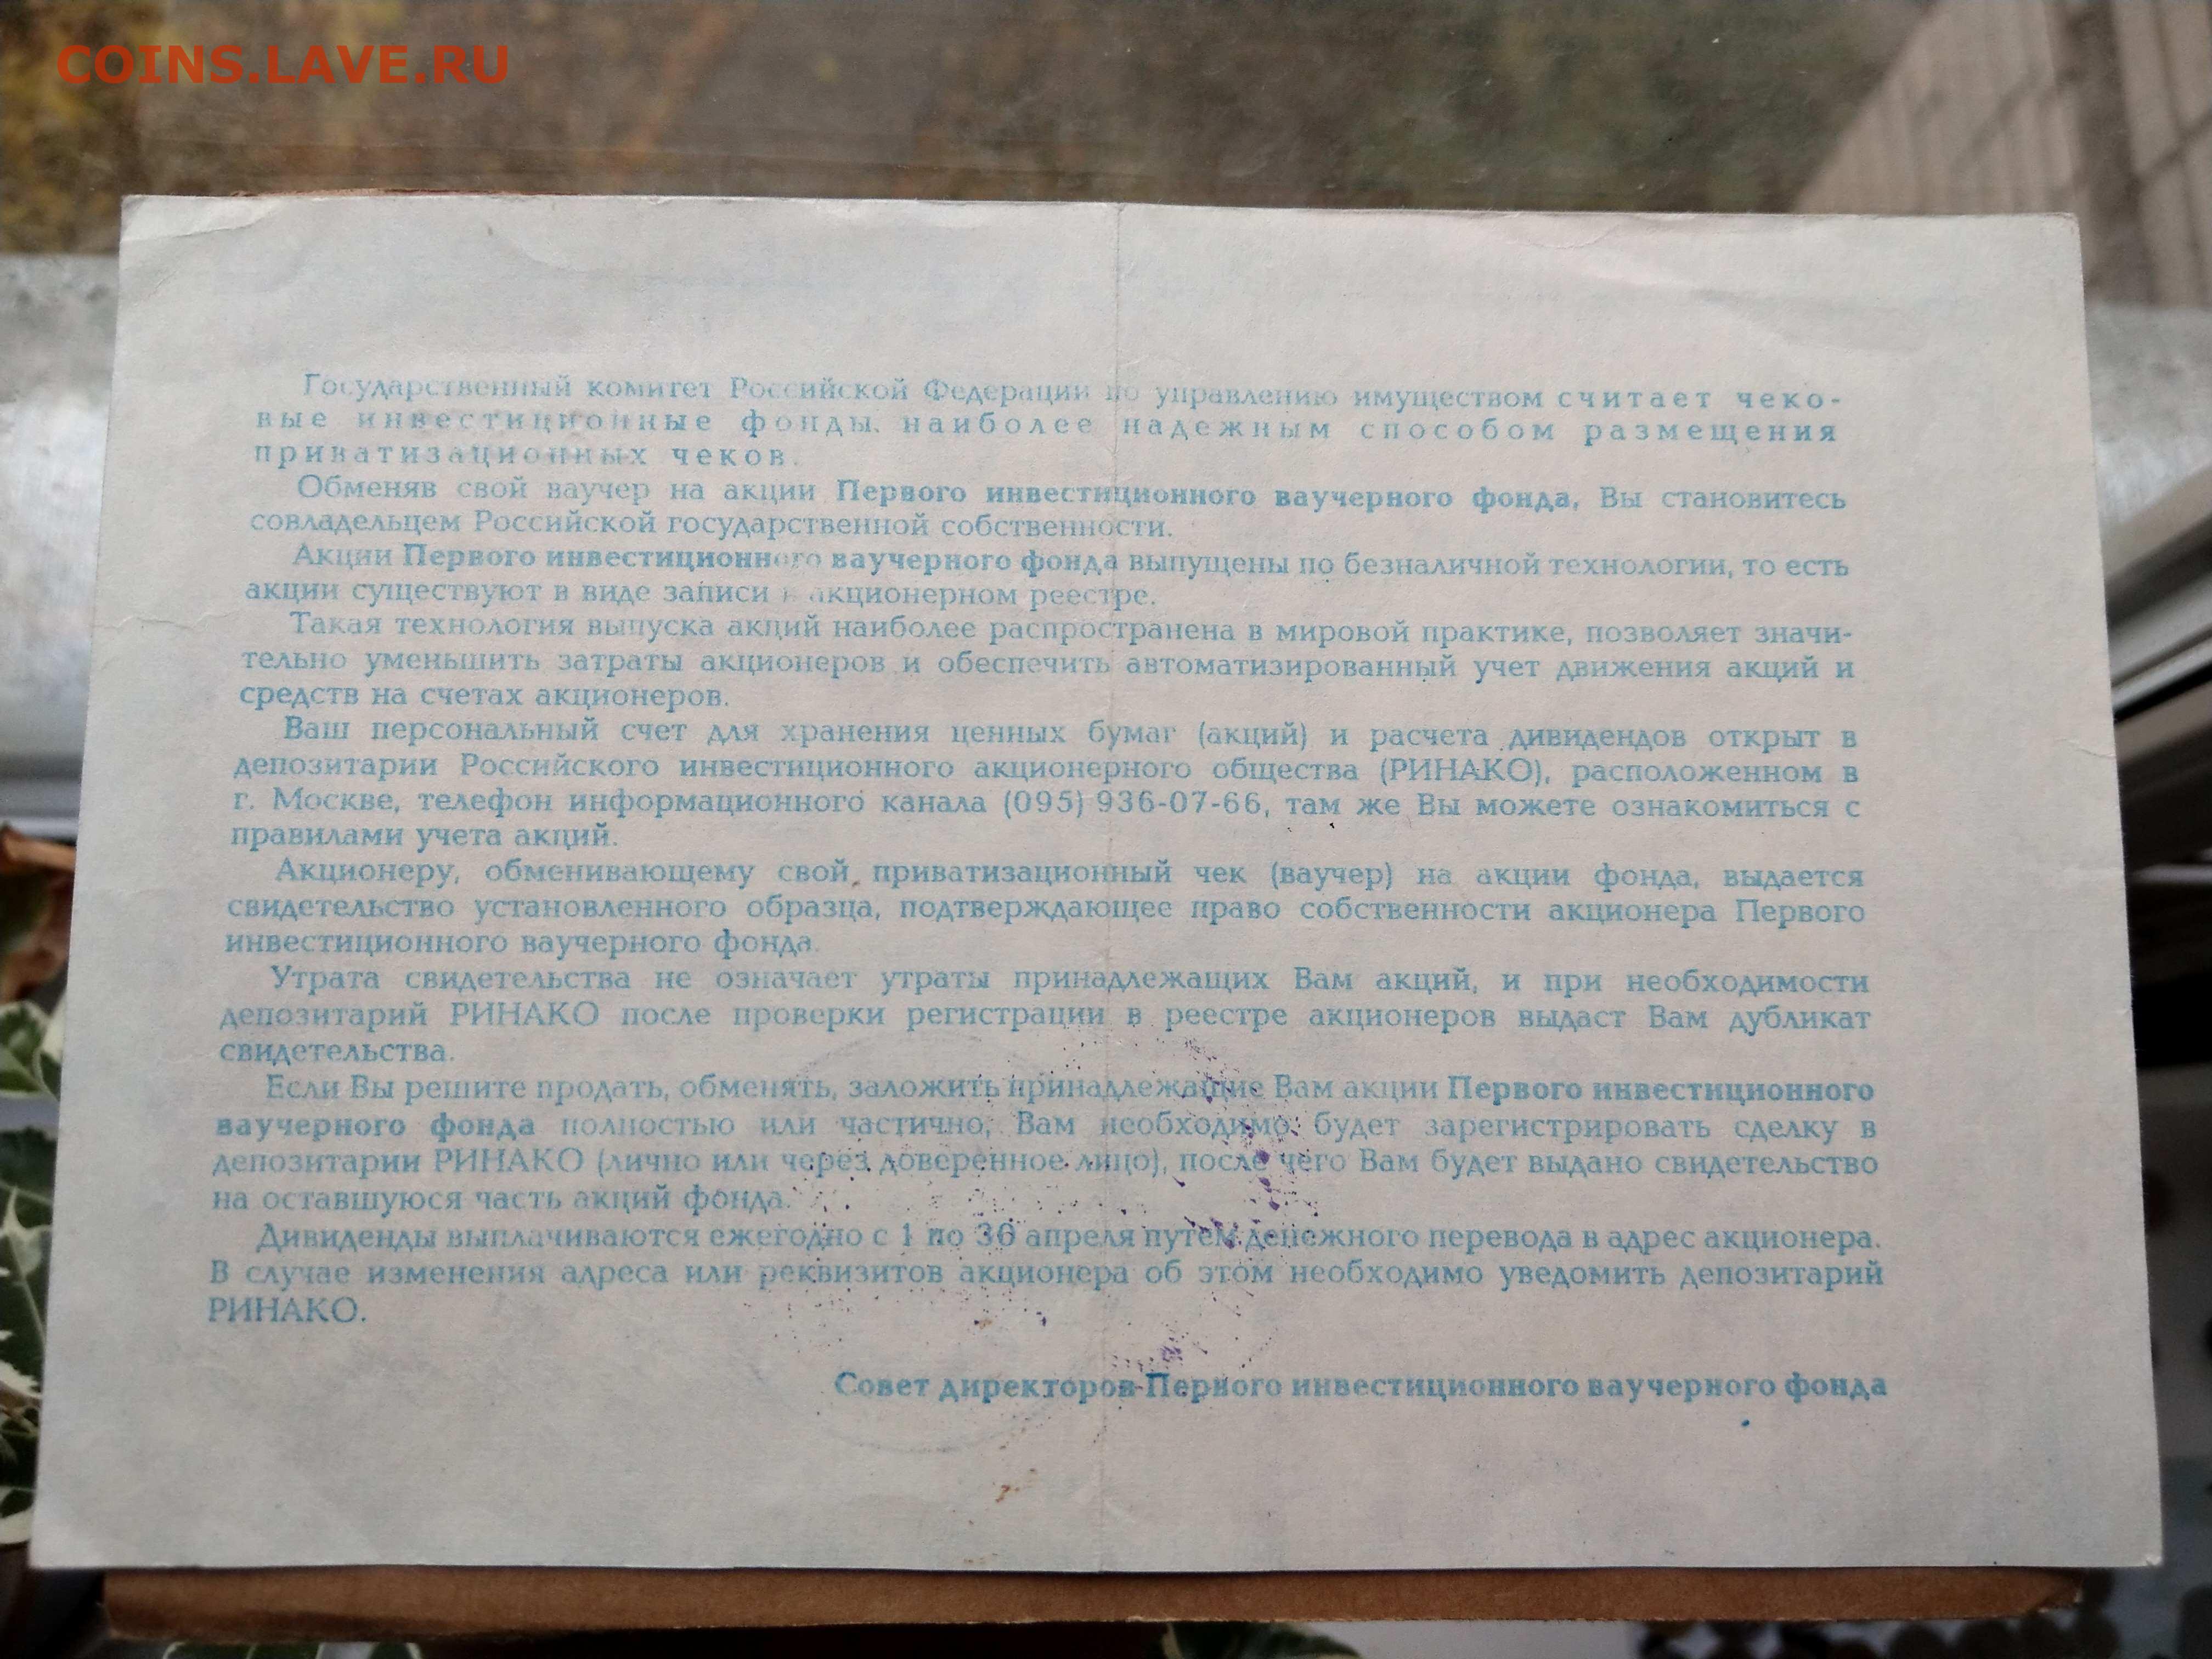 COINS.LAVE.RU
Государственный комитет Российской Федерации по управлению имуществом считает чеко-
вые инвестиционные фонды, наиболее надежным способом размещения
приватизационных чеков.
Обменяв свой ваучер на акции Первого инвестиционного ваучерного фонда, Вы становитесь
совладельцем Российской государственной собственности.
Акции Первого инвестиционного ваучерного фонда выпущены по безналичной технологии, то есть
акции существуют в виде записи в акционерном реестре.
Такая технология выпуска акций наиболее распространена в мировой практике, позволяет значи-
тельно уменьшить затраты акционеров и обеспечить автоматизированный учет движения акций и
средств на счетах акционеров.
Ваш персональный счет для хранения ценных бумаг (акций) и расчета дивидендов открыт в
депозитарии Российского инвестиционного акционерного общества (РИНАКО), расположенном в
г. Москве, телефон информационного канала (095) 936-07-66, там же Вы можете ознакомиться с
правилами учета акций.
Акционеру, обменивающему свой приватизационный чек (ваучер) на акции фонда, выдается
свидетельство установленного образца, подтверждающее право собственности акционера Первого
инвестиционного ваучерного фонда.
Утрата свидетельства не означает утраты принадлежащих Вам акций, и при необходимости
депозитарий РИНАКО после проверки регистрации в реестре акционеров выдаст Вам дубликат
свидетельства.
Если Вы решите продать, обменять, заложить принадлежащие Вам акции Первого инвестиционного
ваучерного фонда полностью или частично, Вам необходимо будет зарегистрировать сделку в
депозитарии РИНАКО (лично или через доверенное лицо), после чего Вам будет выдано свидетельство
на оставшуюся часть акций фонда.
Дивиденды выплачиваются ежегодно с 1 по 30 апреля путем денежного перевода в адрес акционера.
В случае изменения адреса или реквизитов акционера об этом необходимо уведомить депозитарий
РИНАКО.
Совет директоров Первого инвестиционного ваучерного фонда